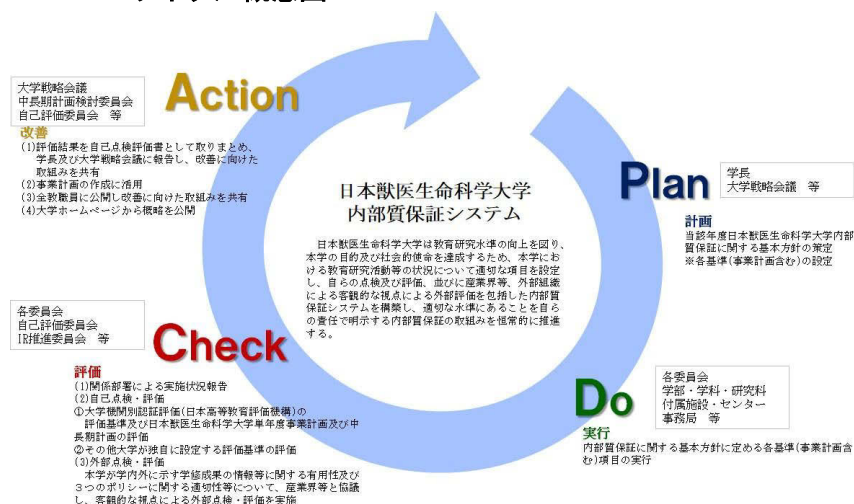 Action
大学戦略会議
中長期計画検討委員会
自己評価委員会 等
改善
(1)評価結果を自己点検評価書として取りまとめ、
学長及び大学戦略会議に報告し、改善に向けた
取組みを共有
(2)事業計画の作成に活用
(3)全教職員に公開し改善に向けた取組みを共有
(4)大学ホームページから概略を公開
Plan
学長
大学戦略会議 等
計画
当該年度日本獣医生命科学大学内部
質保証に関する基本方針の策定
※各基準(事業計画含む)の設定
日本獣医生命科学大学
内部質保証システム
日本獣医生命科学大学は教育研究水準の向上を図り、
本学の目的及び社会的使命を達成するため、本学にお
ける教育研究活動等の状況について適切な項目を設定
し、自らの点検及び評価、並びに産業界等、外部組織
による客観的な視点による外部評価を包括した内部質
保証システムを構築し、適切な水準にあることを自ら
の責任で明示する内部質保証の取組みを恒常的に推進
する。
各委員会
自己評価委員会
IR推進委員会 等
Check
評価
(1)関係部署による実施状況報告
(2)自己点検・評価
①大学機関別認証評価(日本高等教育評価機構)の
評価基準及び日本獣医生命科学大学単年度事業計画及び中
長期計画の評価
②その他大学が独自に設定する評価基準の評価
(3)外部点検・評価
本学が学内外に示す学修成果の情報等に関する有用性及び
３つのポリシーに関する適切性等について、産業界等と協議
し、客観的な視点による外部点検・評価を実施
Do
各委員会
学部・学科・研究科
付属施設・センター
事務局 等
実行
内部質保証に関する基本方針に定める各基準(事業計画含
む)項目の実行